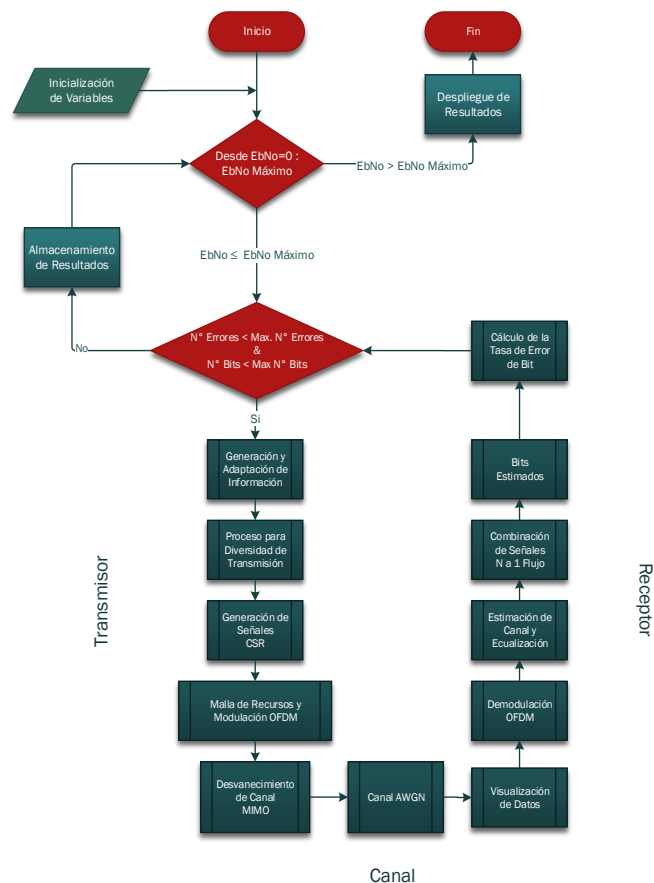 Inicio
Fin
Inicialización
de Variables
Despliegue de
Resultados
Desde EbNo=0 :
EbNo Máximo
EbNo > EbNo Máximo
Almacenamiento
de Resultados
EbNo ≤ EbNo Máximo
N° Errores < Max. N° Errores
&
N° Bits < Max N° Bits
No
Si
Cálculo de la
Tasa de Error
de Bit
Generación y
Adaptación de
Información
Bits
Estimados
Proceso para
Diversidad de
Transmisión
Combinación
de Señales
N a 1 Flujo
Transmisor
Receptor
Generación de
Señales
CSR
Estimación de
Canal y
Ecualización
Malla de Recursos y
Modulación OFDM
Demodulación
OFDM
Desvanecimiento
de Canal
MIMO
Canal AWGN
Visualización
de Datos
Canal